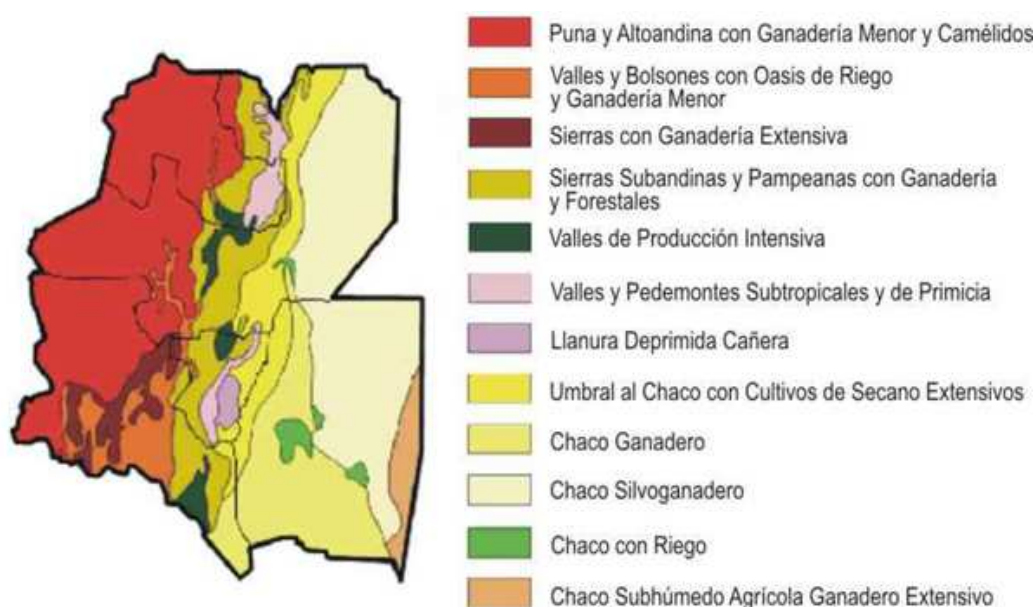 Puna y Altoandina con Ganadería Menor y Camélidos
Valles y Bolsones con Oasis de Riego
y Ganadería Menor
Sierras con Ganadería Extensiva
Sierras Subandinas y Pampeanas con Ganadería
y Forestales
Valles de Producción Intensiva
Valles y Pedemontes Subtropicales y de Primicia
Llanura Deprimida Cañera
Umbral al Chaco con Cultivos de Secano Extensivos
Chaco Ganadero
Chaco Silvoganadero
Chaco con Riego
Chaco Subhúmedo Agrícola Ganadero Extensivo